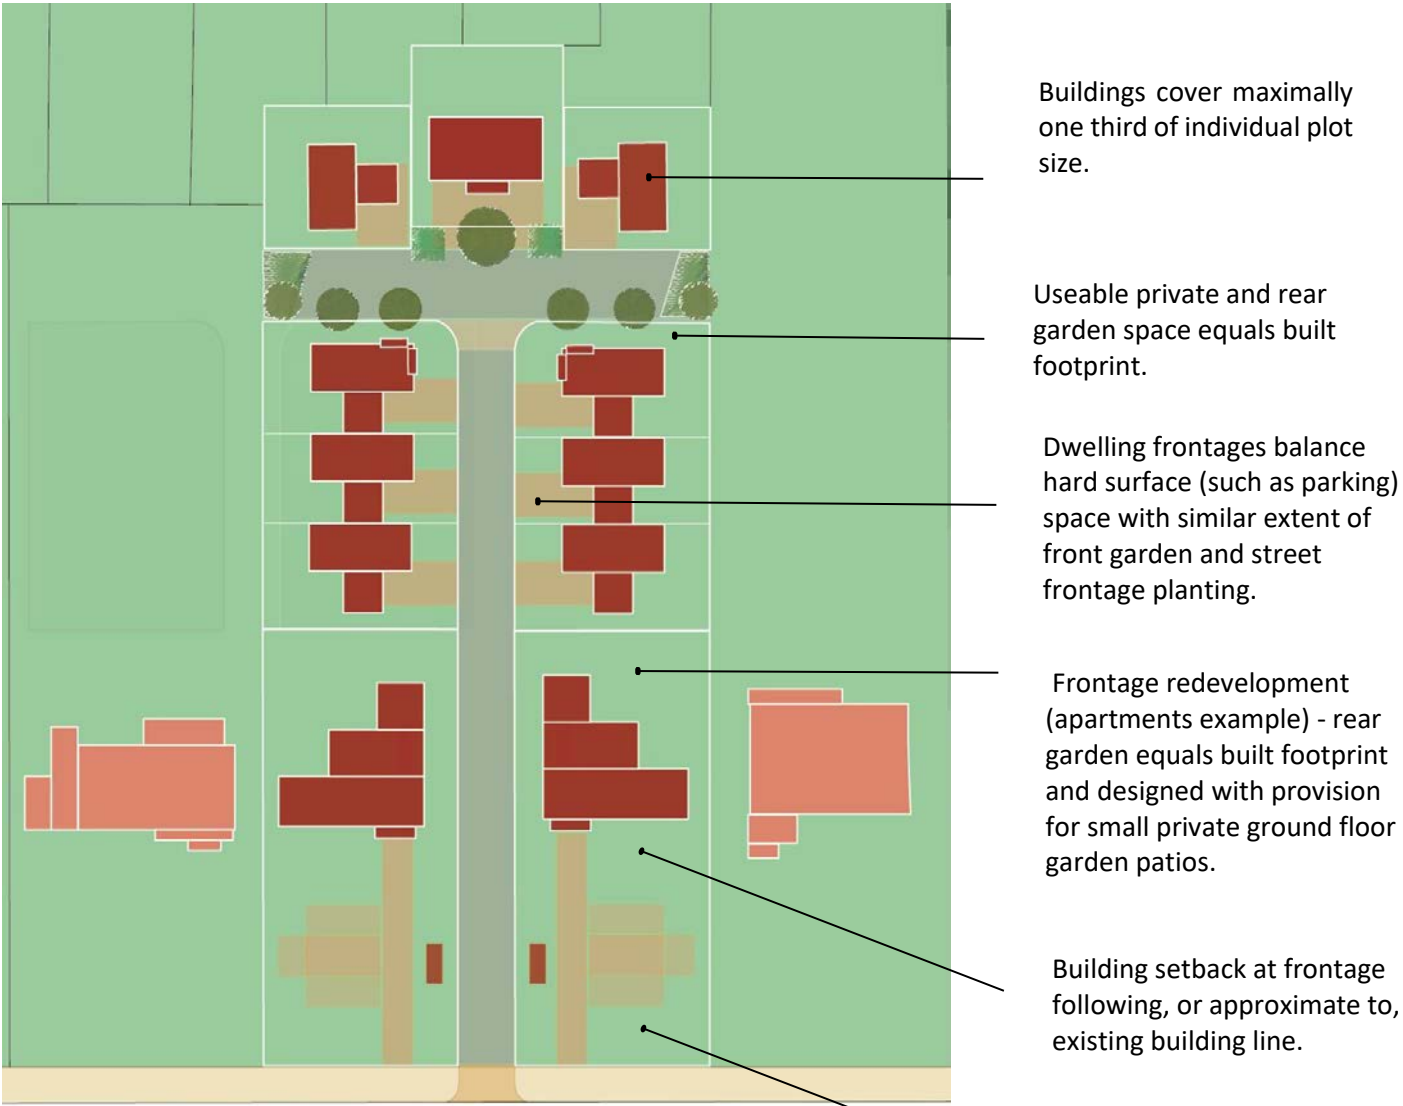 Buildings cover maximally
one third of individual plot
size.
Useable private and rear
garden space equals built
footprint.
Dwelling frontages balance
hard surface (such as parking)
space with similar extent of
front garden and street
frontage planting.
Frontage redevelopment
(apartments example) - rear
garden equals built footprint
and designed with provision
for small private ground floor
garden patios.
Building setback at frontage
following, or approximate to,
existing building line.